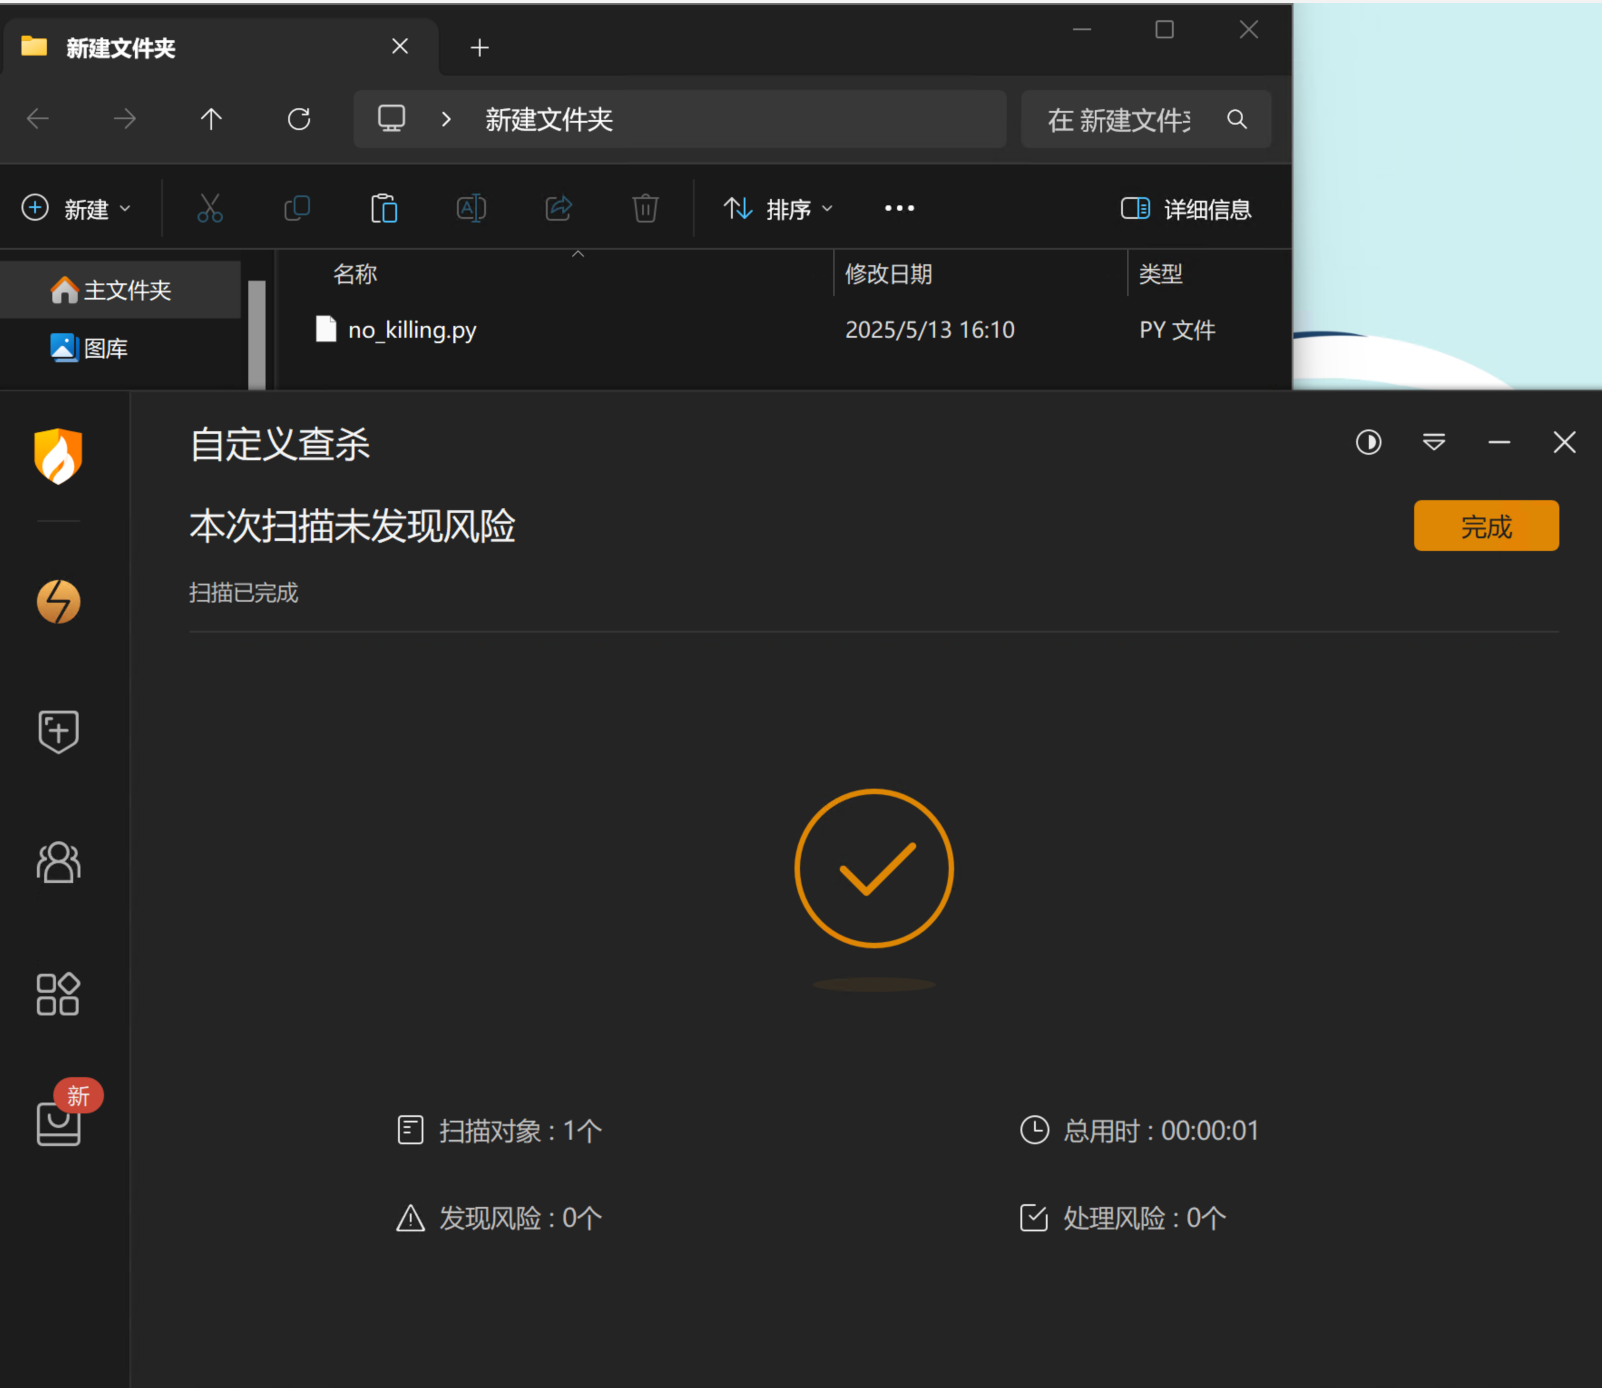 新建文件夹
新建文件夹
在 新建文件
新建
排序
详细信息
主文件夹
图库
名称
修改日期
类型
no_killing.py
2025/5/13 16:10
PY 文件
自定义查杀
本次扫描未发现风险
完成
扫描已完成
新
扫描对象 : 1个
总用时 : 00:00:01
发现风险 : 0个
处理风险 : 0个